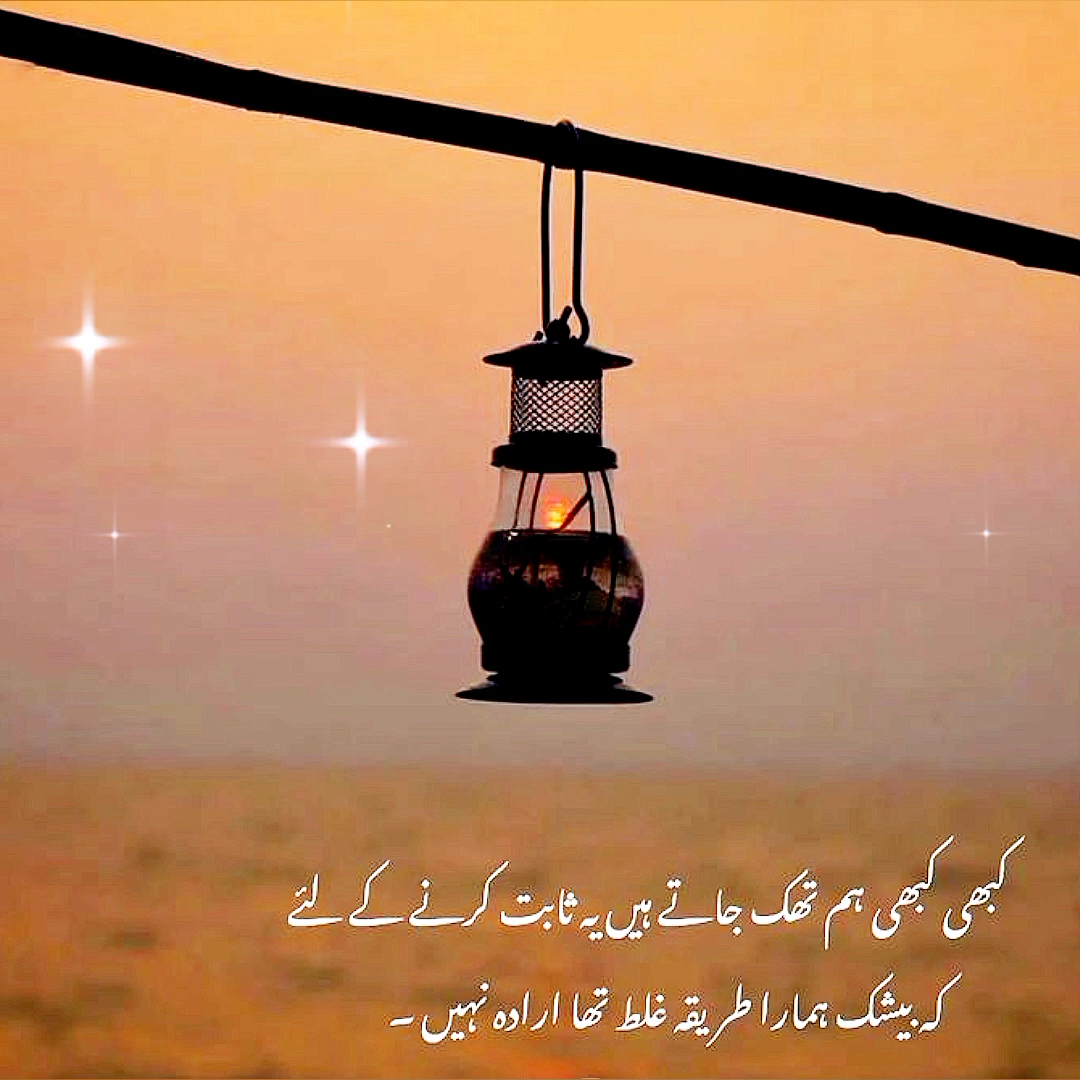 کبھی کبھی ہم تھک جاتے ہیں یہ ثابت کرنے کے لئے
کہ بیشک ہمارا طریقہ غلط تھا ارادہ نہیں ۔